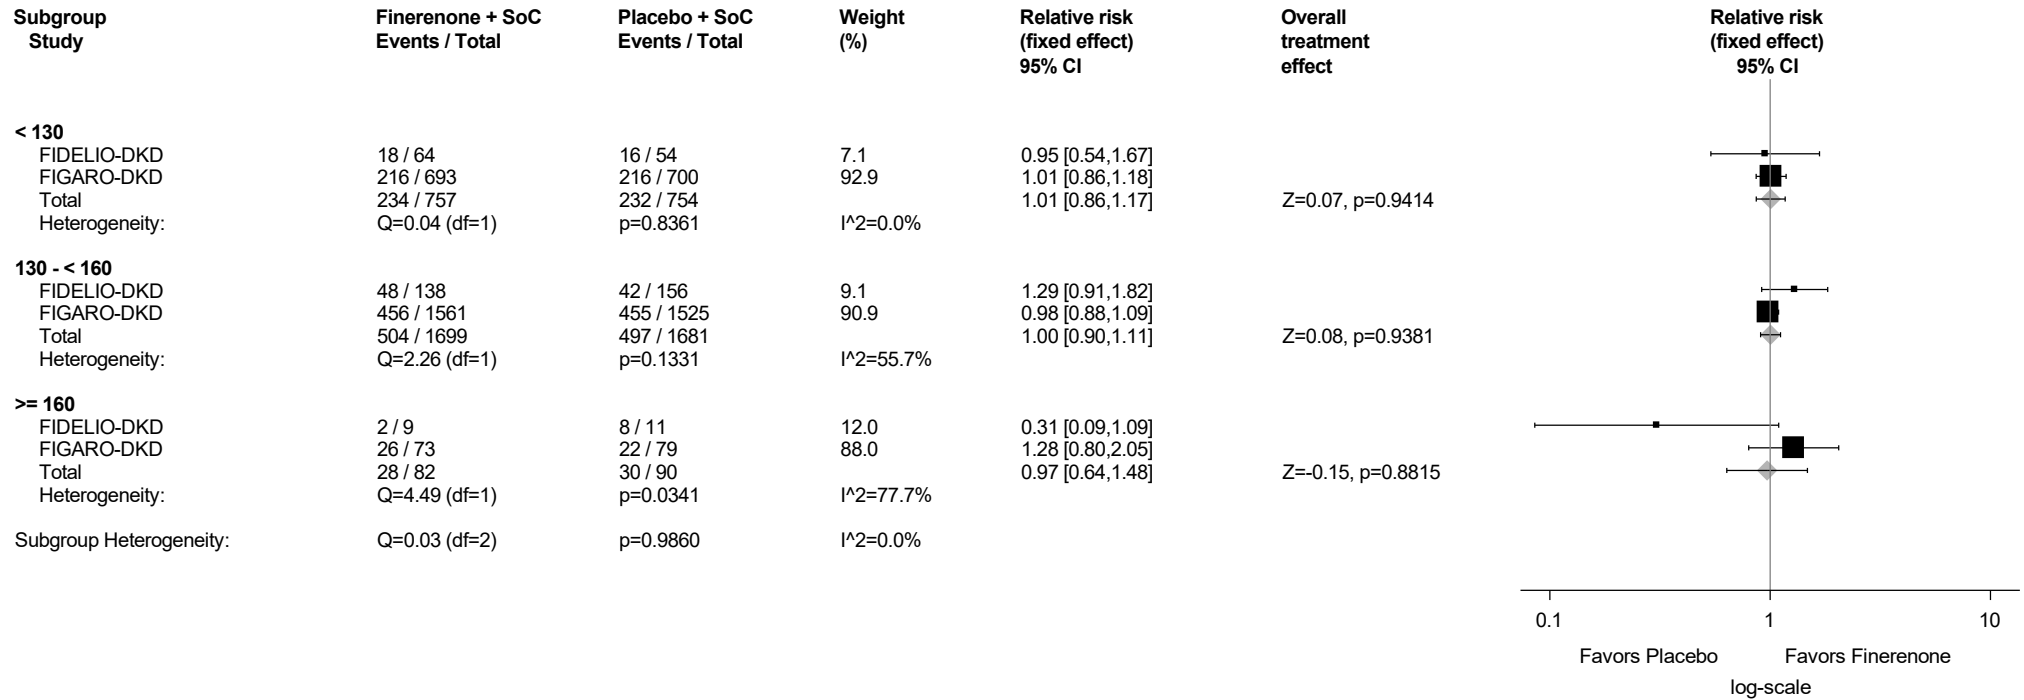 Subgroup Finerenone + SoC Placebo + SoC Weight Relative risk Overall Relative risk
Study Events / Total Events / Total (%) (fixed effect) treatment (fixed effect)
95% CI effect 95% CI
< 130
FIDELIO-DKD 18 / 64 16 / 54 7.1 0.95 [0.54,1.67]
FIGARO-DKD 216 / 693 216 / 700 92.9 1.01 [0.86,1.18]
Total 234 / 757 232 / 754 1.01 [0.86,1.17] Z=0.07, p=0.9414
Heterogeneity: Q=0.04 (df=1) p=0.8361 I^2=0.0%
130 - < 160
FIDELIO-DKD 48 / 138 42 / 156 9.1 1.29 [0.91,1.82]
FIGARO-DKD 456 / 1561 455 / 1525 90.9 0.98 [0.88,1.09]
Total 504 / 1699 497 / 1681 1.00 [0.90,1.11] Z=0.08, p=0.9381
Heterogeneity: Q=2.26 (df=1) p=0.1331 I^2=55.7%
>= 160
FIDELIO-DKD 2 / 9 8 / 11 12.0 0.31 [0.09,1.09]
FIGARO-DKD 26 / 73 22 / 79 88.0 1.28 [0.80,2.05]
Total 28 / 82 30 / 90 0.97 [0.64,1.48] Z=-0.15, p=0.8815
Heterogeneity: Q=4.49 (df=1) p=0.0341 I^2=77.7%
Subgroup Heterogeneity: Q=0.03 (df=2) p=0.9860 I^2=0.0%
0.1 1 10
Favors Placebo Favors Finerenone
log-scale